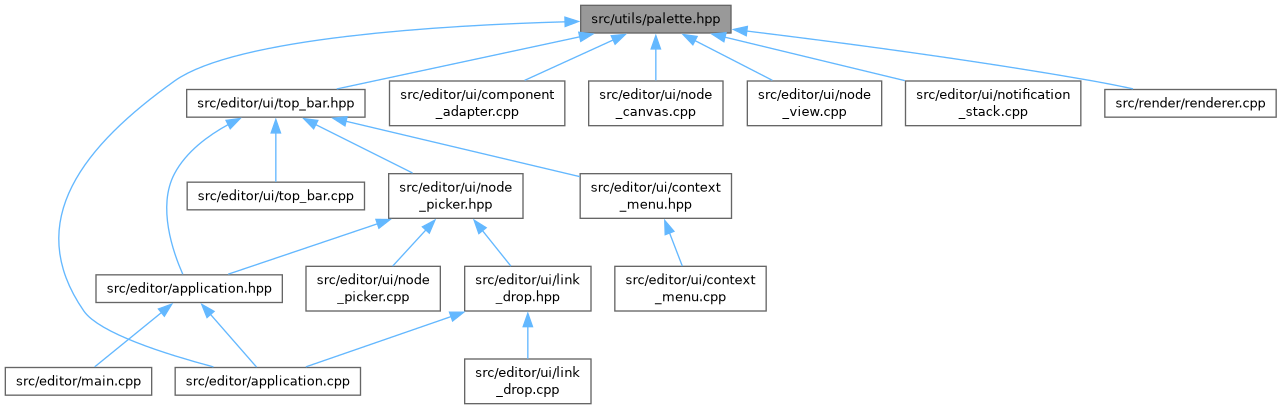 src/utils/palette.hpp
src/editor/ui/top_bar.hpp
src/editor/ui/component
_adapter.cpp
src/editor/ui/node
_canvas.cpp
src/editor/ui/node
_view.cpp
src/editor/ui/notification
_stack.cpp
src/render/renderer.cpp
src/editor/ui/top_bar.cpp
src/editor/ui/node
_picker.hpp
src/editor/ui/context
_menu.hpp
src/editor/application.hpp
src/editor/ui/node
_picker.cpp
src/editor/ui/link
_drop.hpp
src/editor/ui/context
_menu.cpp
src/editor/main.cpp
src/editor/application.cpp
src/editor/ui/link
_drop.cpp